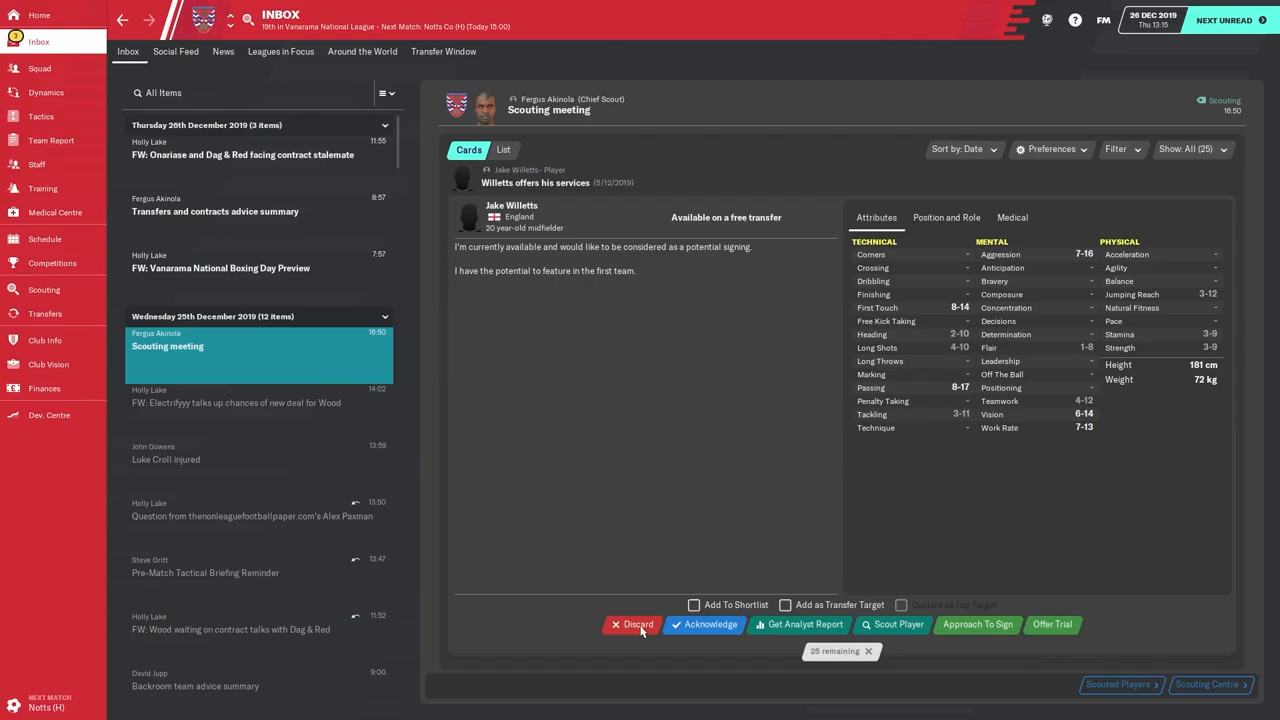 INBOX
19th in Vanarama National League - Next Match: Notts Co (H) (Today 15:00)
FM
26 DEC 2019
Thu 13:15
NEXT UNREAD
Home
3
Inbox
Squad
Dynamics
Tactics
Team Report
Staff
Training
Medical Centre
Schedule
Competitions
Scouting
Transfers
Club Info
Club Vision
Finances
Dev. Centre
NEXT MATCH
Notts (H)
Inbox Social Feed News Leagues in Focus Around the World Transfer Window
All Items
Thursday 26th December 2019 (3 items)
Holly Lake 11:55
FW: Onariase and Dag & Red facing contract stalemate
Fergus Akinola 8:57
Transfers and contracts advice summary
Holly Lake 7:57
FW: Vanarama National Boxing Day Preview
Wednesday 25th December 2019 (12 items)
Fergus Akinola 16:50
Scouting meeting
Holly Lake 14:02
FW: Electrifyyy talks up chances of new deal for Wood
John Gowens 13:59
Luke Croll injured
Holly Lake 13:50
Question from thenonleaguefootballpaper.com's Alex Paxman
Steve Gritt 13:47
Pre-Match Tactical Briefing Reminder
Holly Lake 11:52
FW: Wood waiting on contract talks with Dag & Red
David Jupp 9:00
Backroom team advice summary
Fergus Akinola (Chief Scout)
Scouting meeting
Scouting
16:50
Cards List
Sort by: Date Preferences Filter Show: All (25)
Jake Willetts - Player
Willetts offers his services (5/12/2019)
Jake Willetts
England
20 year-old midfielder
Available on a free transfer
I'm currently available and would like to be considered as a potential signing.
I have the potential to feature in the first team.
Attributes Position and Role Medical
TECHNICAL MENTAL PHYSICAL
Corners - Aggression 7-16 Acceleration -
Crossing - Anticipation - Agility -
Dribbling - Bravery - Balance -
Finishing - Composure - Jumping Reach 3-12
First Touch 8-14 Concentration - Natural Fitness -
Free Kick Taking - Decisions - Pace -
Heading 2-10 Determination - Stamina 3-9
Long Shots 4-10 Flair 1-8 Strength 3-9
Long Throws - Leadership - Height 181 cm
Marking - Off The Ball - Weight 72 kg
Passing 8-17 Positioning -
Penalty Taking - Teamwork 4-12
Tackling 3-11 Vision 6-14
Technique - Work Rate 7-13
Add To Shortlist Add as Transfer Target Declare as Top Target
Discard Acknowledge Get Analyst Report Scout Player Approach To Sign Offer Trial
25 remaining
Scouted Players Scouting Centre